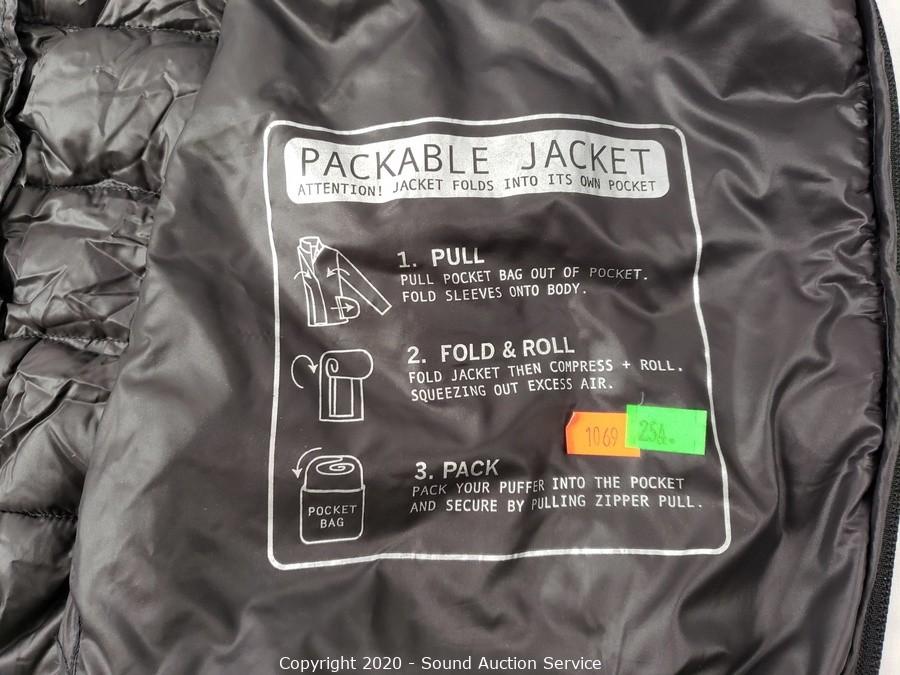 PACKABLE JACKET
ATTENTION! JACKET FOLDS INTO ITS OWN POCKET
1. PULL
PULL POCKET BAG OUT OF POCKET.
FOLD SLEEVES ONTO BODY.
2. FOLD & ROLL
FOLD JACKET THEN COMPRESS + ROLL.
SQUEEZING OUT EXCESS AIR.
1069
3. PACK
PACK YOUR PUFFER INTO THE POCKET
AND SECURE BY PULLING ZIPPER PULL.
POCKET
BAG
Copyright 2020 - Sound Auction Service